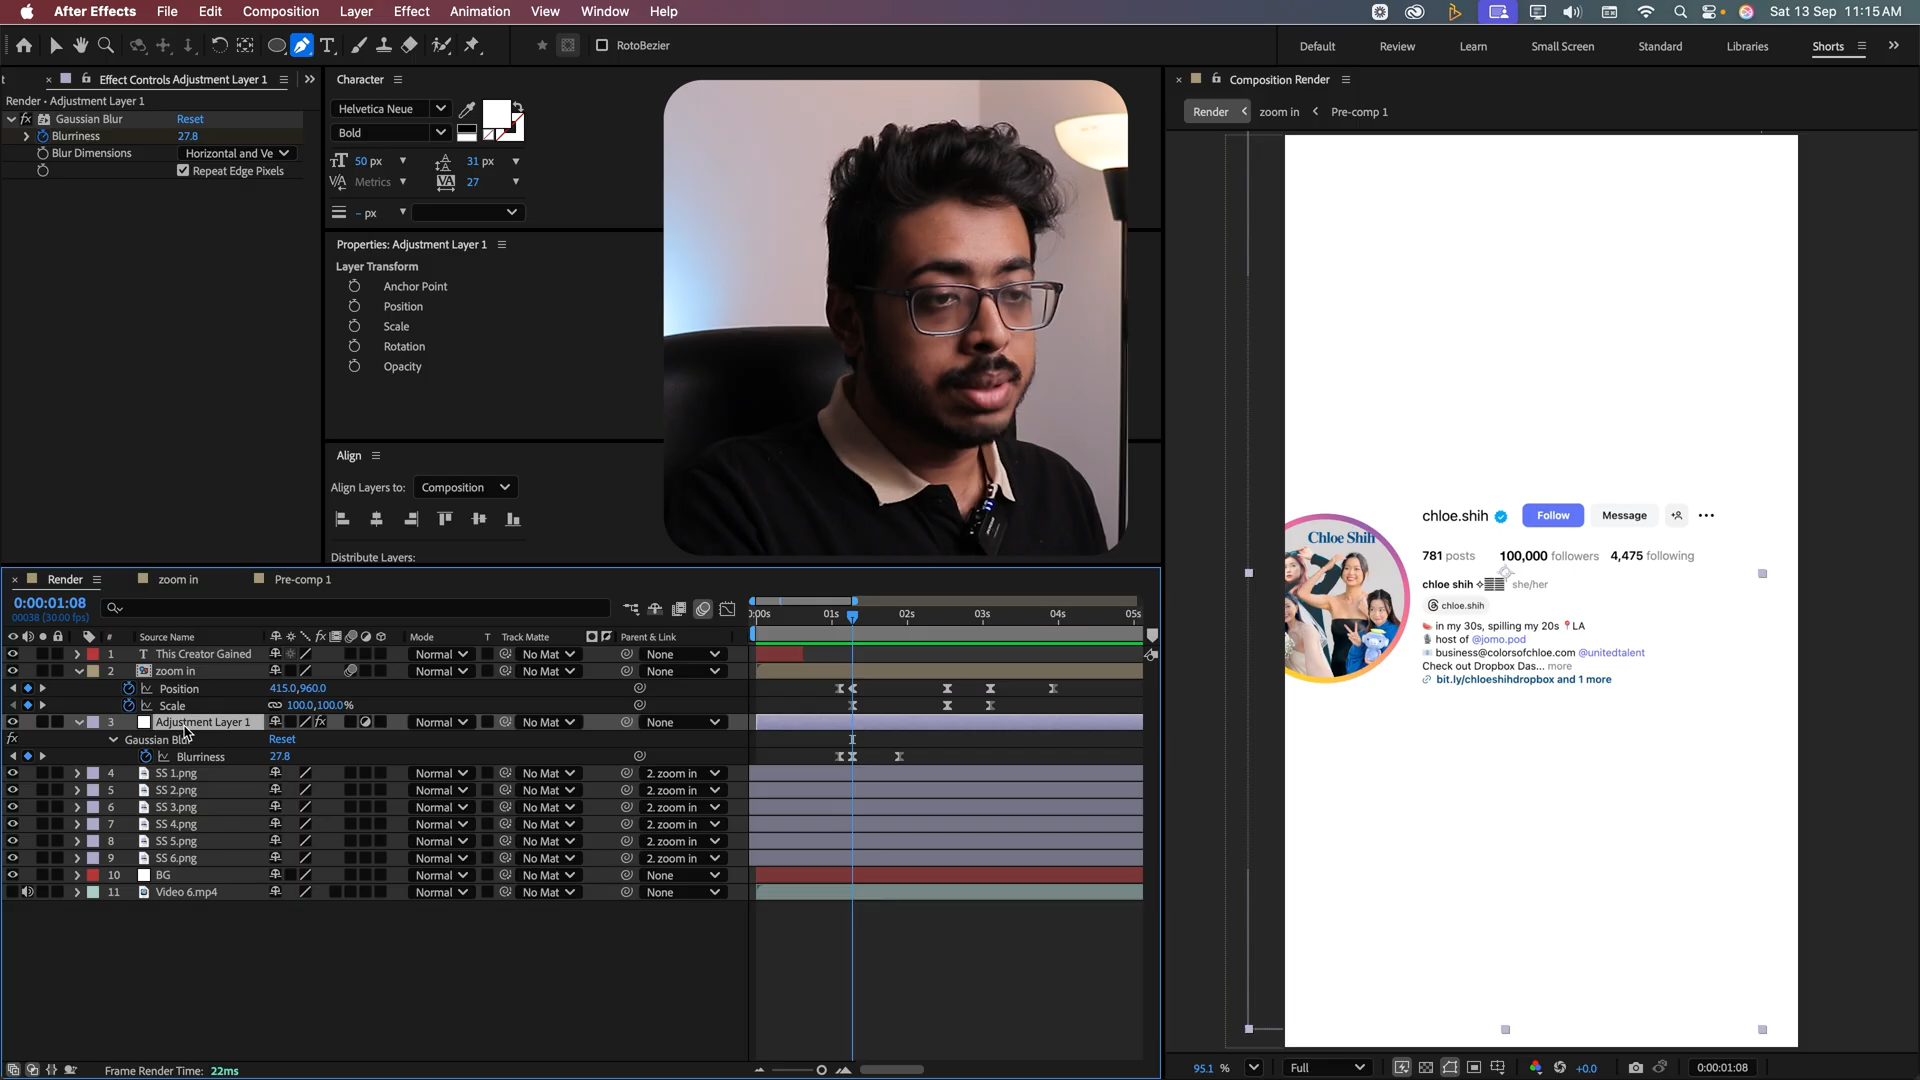 After Effects File Edit Composition Layer Effect Animation View Window Help Sat 13 Sep 11:15 AM
RotoBezier Default Review Learn Small Screen Standard Libraries Shorts
Effect Controls Adjustment Layer 1
Render • Adjustment Layer 1
fx Gaussian Blur Reset
Blurriness 27.8
Blur Dimensions Horizontal and Ve
Repeat Edge Pixels
Character
Helvetica Neue
Bold
50 px 31 px
Metrics 27
- px
Properties: Adjustment Layer 1
Layer Transform
Anchor Point
Position
Scale
Rotation
Opacity
Align
Align Layers to: Composition
Distribute Layers:
Composition Render
Render zoom in Pre-comp 1
Chloe Shih
chloe.shih Follow Message
781 posts 100,000 followers 4,475 following
chloe shih she/her
chloe.shih
in my 30s, spilling my 20s LA
host of @jomo.pod
business@colorsofchloe.com @unitedtalent
Check out Dropbox Das... more
bit.ly/chloeshihdropbox and 1 more
95.1 % Full +0.0 0:00:01:08
Render zoom in Pre-comp 1
0:00:01:08
00038 (30.00 fps)
0:00s 01s 02s 03s 04s 05s
# Source Name Mode T Track Matte Parent & Link
1 T This Creator Gained Normal No Mat None
2 zoom in Normal No Mat None
Position 415.0,960.0
Scale 100.0,100.0%
3 Adjustment Layer 1 fx Normal No Mat None
fx Gaussian Blur Reset
Blurriness 27.8
4 SS 1.png Normal No Mat 2. zoom in
5 SS 2.png Normal No Mat 2. zoom in
6 SS 3.png Normal No Mat 2. zoom in
7 SS 4.png Normal No Mat 2. zoom in
8 SS 5.png Normal No Mat 2. zoom in
9 SS 6.png Normal No Mat 2. zoom in
10 BG Normal No Mat None
11 Video 6.mp4 Normal No Mat None
Frame Render Time: 22ms